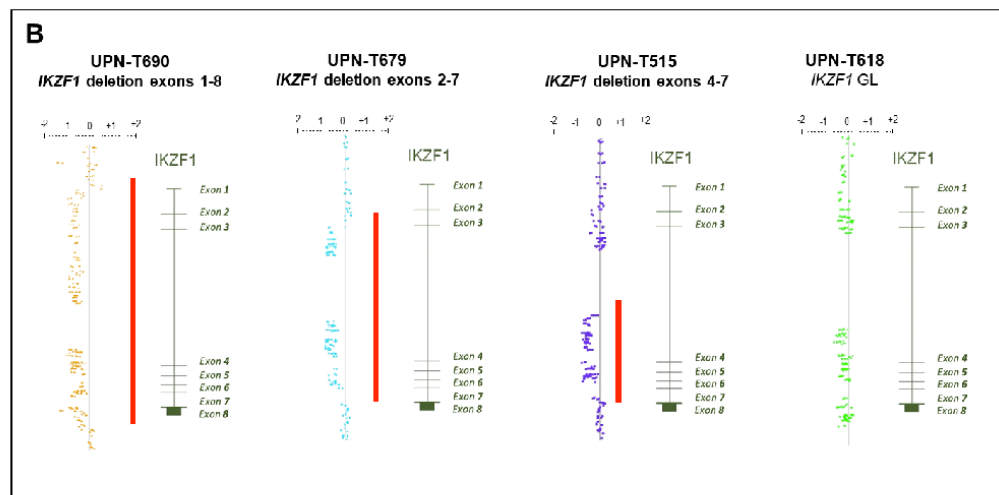 B
UPN-T690
IKZF1 deletion exons 1-8
-2 -1 0 +1 +2
IKZF1
Exon 1
Exon 2
Exon 3
Exon 4
Exon 5
Exon 6
Exon 7
Exon 8
UPN-T679
IKZF1 deletion exons 2-7
-2 -1 0 +1 +2
IKZF1
Exon 1
Exon 2
Exon 3
Exon 4
Exon 5
Exon 6
Exon 7
Exon 8
UPN-T515
IKZF1 deletion exons 4-7
-2 -1 0 +1 +2
IKZF1
Exon 1
Exon 2
Exon 3
Exon 4
Exon 5
Exon 6
Exon 7
Exon 8
UPN-T618
IKZF1 GL
-2 -1 0 +1 +2
IKZF1
Exon 1
Exon 2
Exon 3
Exon 4
Exon 5
Exon 6
Exon 7
Exon 8